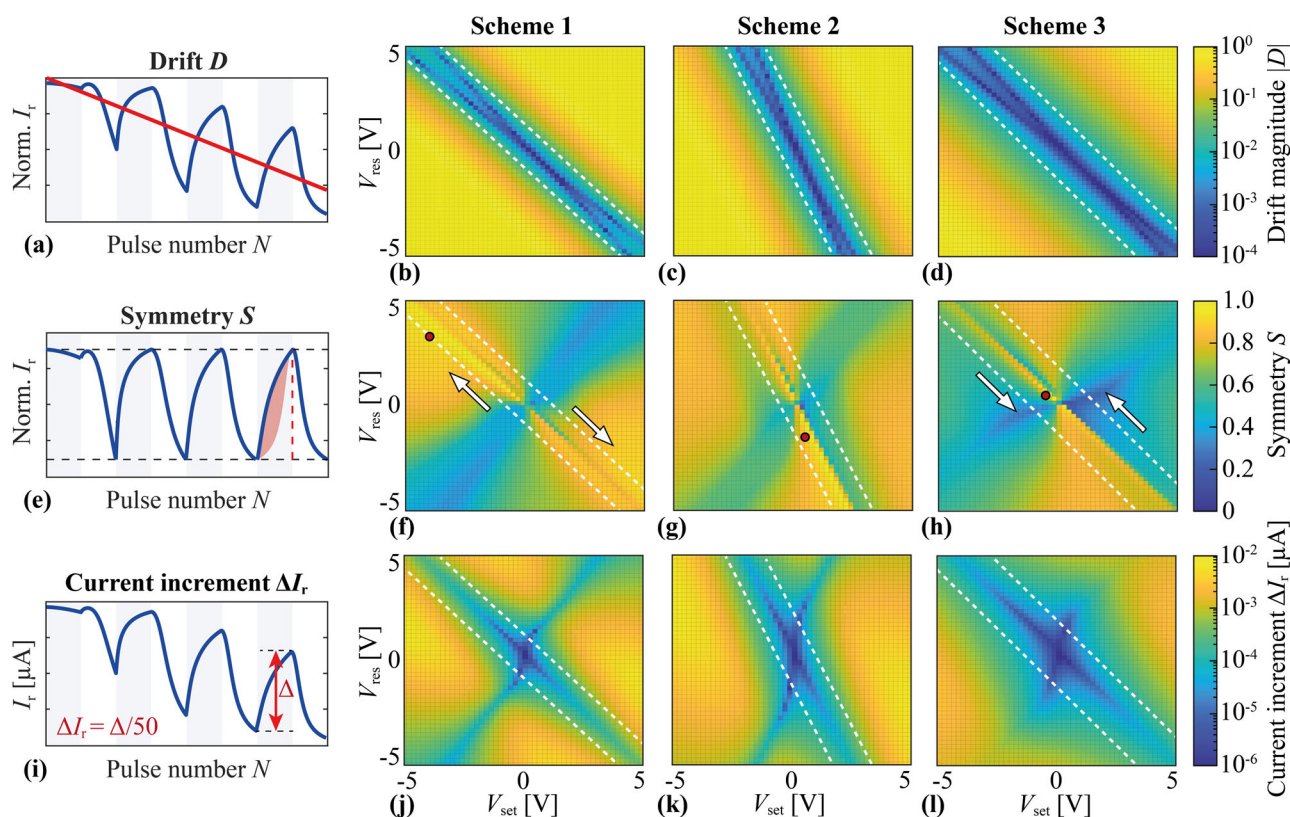 Scheme 1 Scheme 2 Scheme 3
Drift D
Norm. I_r
Pulse number N
(a)
V_res [V]
5
0
-5
(b) (c) (d)
10^0
10^-1
10^-2
10^-3
10^-4
Drift magnitude |D|
Symmetry S
Norm. I_r
Pulse number N
(e)
V_res [V]
5
0
-5
(f) (g) (h)
1.0
0.8
0.6
0.4
0.2
0
Symmetry S
Current increment ΔI_r
I_r [µA]
Δ
ΔI_r = Δ/50
Pulse number N
(i)
V_res [V]
5
0
-5
-5 0 5 -5 0 5 -5 0 5
V_set [V] V_set [V] V_set [V]
(j) (k) (l)
10^-2
10^-3
10^-4
10^-5
10^-6
Current increment ΔI_r [µA]